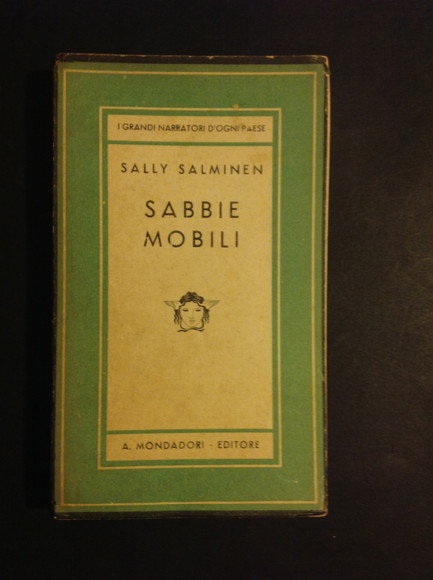 I GRANDI NARRATORI D'OGNI PAESE
SALLY SALMINEN
SABBIE
MOBILI
A. MONDADORI - EDITORE